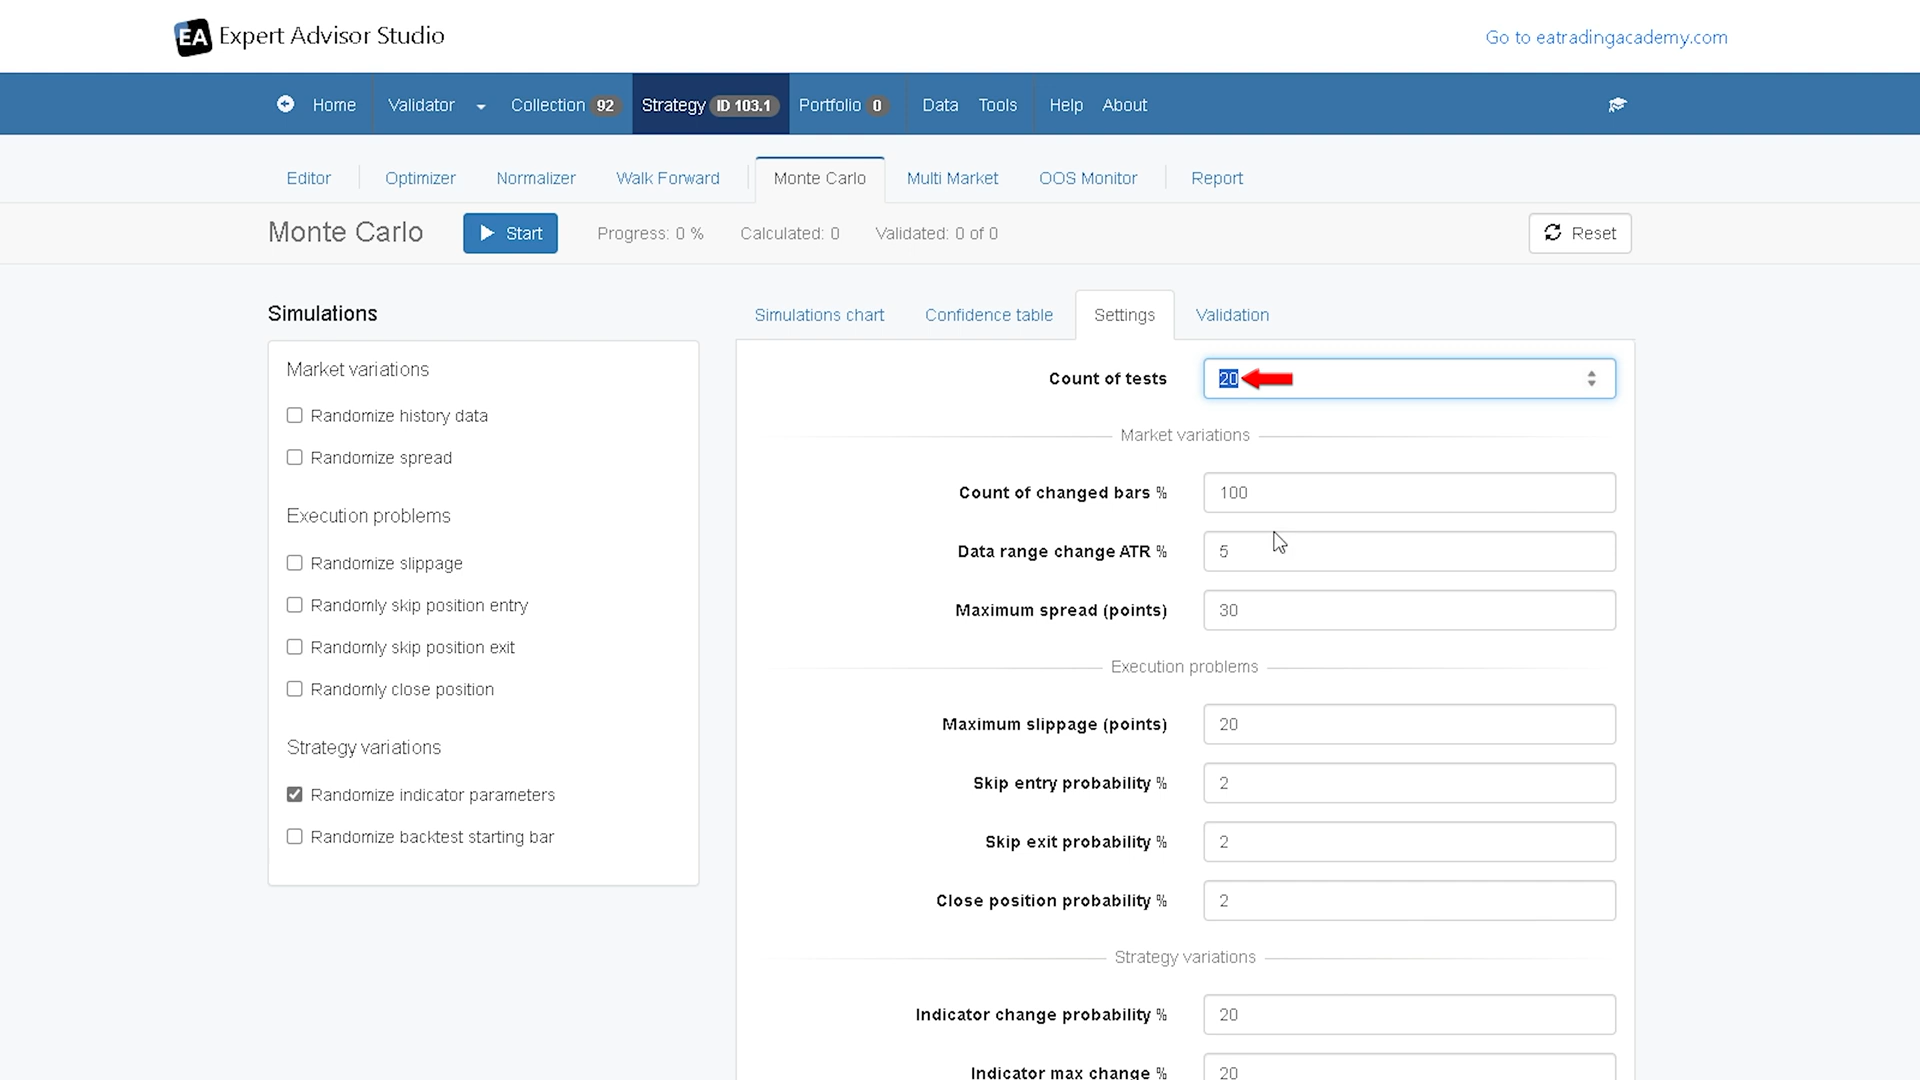 EA Expert Advisor Studio
Go to eatradingacademy.com
Home Validator Collection 92 Strategy ID 103.1 Portfolio 0 Data Tools Help About
Editor Optimizer Normalizer Walk Forward Monte Carlo Multi Market OOS Monitor Report
Monte Carlo Start Progress: 0 % Calculated: 0 Validated: 0 of 0 Reset
Simulations
Market variations
Randomize history data
Randomize spread
Execution problems
Randomize slippage
Randomly skip position entry
Randomly skip position exit
Randomly close position
Strategy variations
Randomize indicator parameters
Randomize backtest starting bar
Simulations chart Confidence table Settings Validation
Count of tests 20
Market variations
Count of changed bars % 100
Data range change ATR % 5
Maximum spread (points) 30
Execution problems
Maximum slippage (points) 20
Skip entry probability % 2
Skip exit probability % 2
Close position probability % 2
Strategy variations
Indicator change probability % 20
Indicator max change % 20